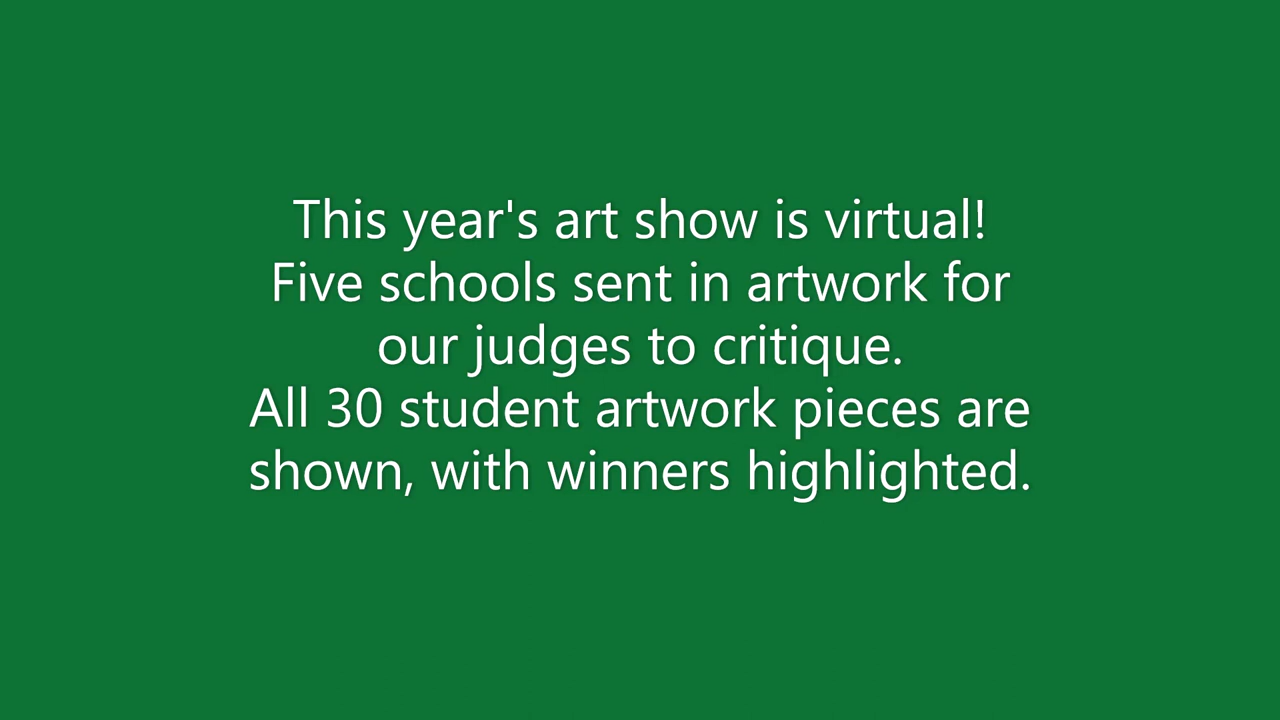 This year's art show is virtual!
Five schools sent in artwork for
our judges to critique.
All 30 student artwork pieces are
shown, with winners highlighted.